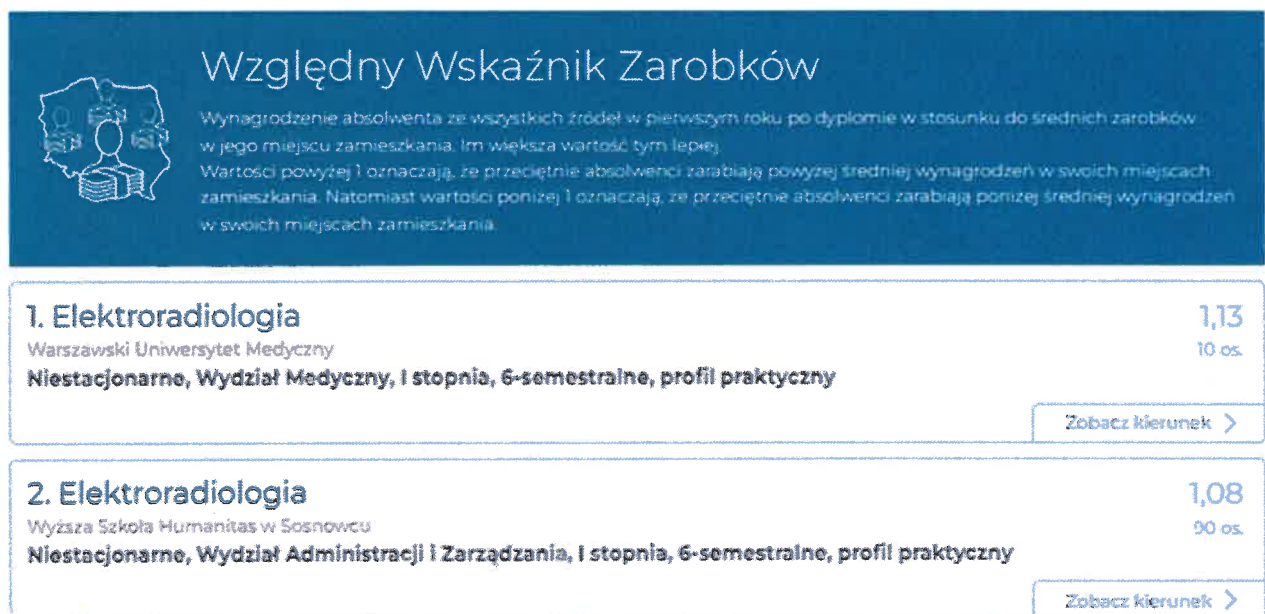 Względny Wskaźnik Zarobków
Wynagrodzenie absolwenta ze wszystkich źródeł w pierwszym roku po dyplomie w stosunku do średnich zarobków
w jego miejscu zamieszkania. Im większa wartość tym lepiej.
Wartości powyżej 1 oznaczają, że przeciętnie absolwenci zarabiają powyżej średniej wynagrodzeń w swoich miejscach
zamieszkania. Natomiast wartości poniżej 1 oznaczają, że przeciętnie absolwenci zarabiają poniżej średniej wynagrodzeń
w swoich miejscach zamieszkania.
1. Elektroradiologia
1,13
Warszawski Uniwersytet Medyczny
10 os.
Niestacjonarne, Wydział Medyczny, I stopnia, 6-semestralne, profil praktyczny
Zobacz kierunek >
2. Elektroradiologia
1,08
Wyższa Szkoła Humanitas w Sosnowcu
90 os.
Niestacjonarne, Wydział Administracji i Zarządzania, I stopnia, 6-semestralne, profil praktyczny
Zobacz kierunek >